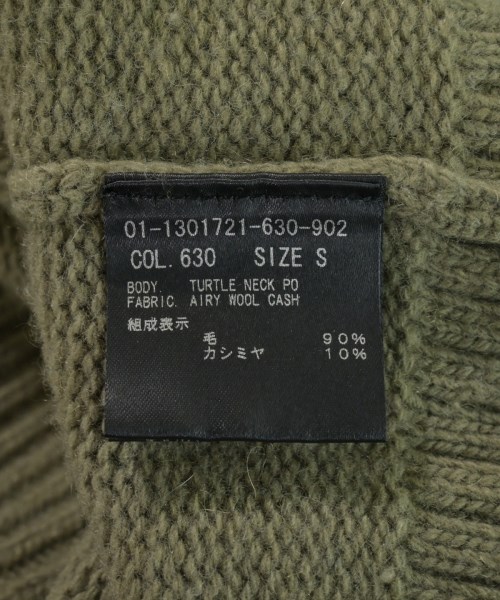 01-1301721-630-902
COL. 630 SIZE S
BODY. TURTLE NECK PO
FABRIC. AIRY WOOL CASH
組成表示
毛 90%
カシミヤ 10%